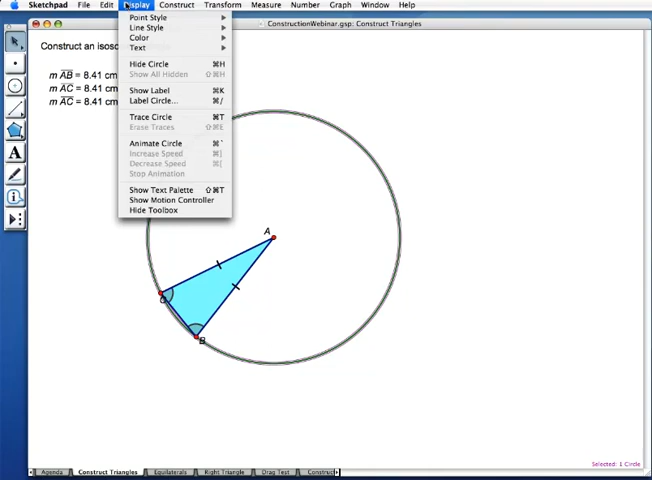 Sketchpad File Edit Display Construct Transform Measure Number Graph Window Help
ConstructionWebinar.gsp: Construct Triangles
Construct an isos
m AB = 8.41 cm
m AC = 8.41 cm
m AC = 8.41 cm
Point Style
Line Style
Color
Text
Hide Circle ⌘H
Show All Hidden ⇧⌘H
Show Label ⌘K
Label Circle... ⌘/
Trace Circle ⌘T
Erase Traces ⇧⌘E
Animate Circle ⌘`
Increase Speed ⌘]
Decrease Speed ⌘[
Stop Animation
Show Text Palette ⇧⌘T
Show Motion Controller
Hide Toolbox
A
A
C
B
Selected: 1 Circle
Agenda Construct Triangles Equilaterals Right Triangle Drag Test Construct